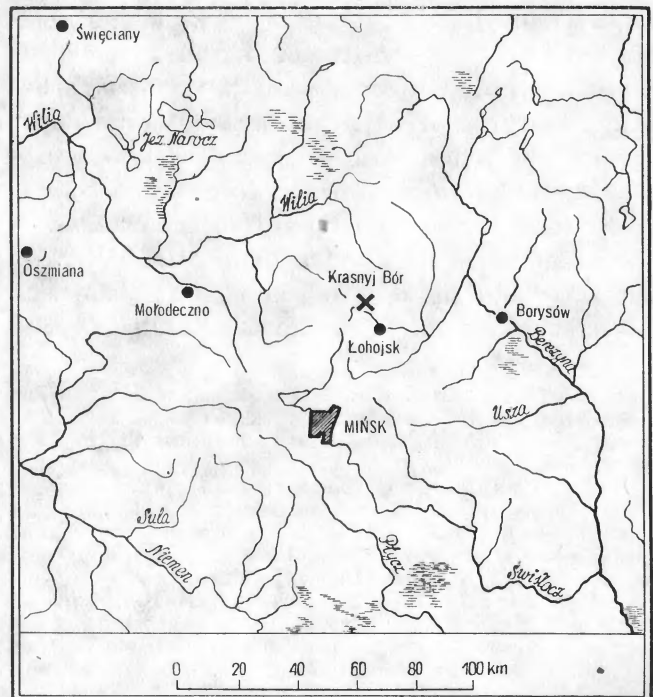 Święciany
Wilia
Jez. Narocz
Wilia
Oszmiana
Krasnyj Bór
Mołodeczno
Borysów
Łohojsk
Berezyna
Usza
MIŃSK
Suła
Ptycz
Niemen
Świsłocz
0 20 40 60 80 100 km